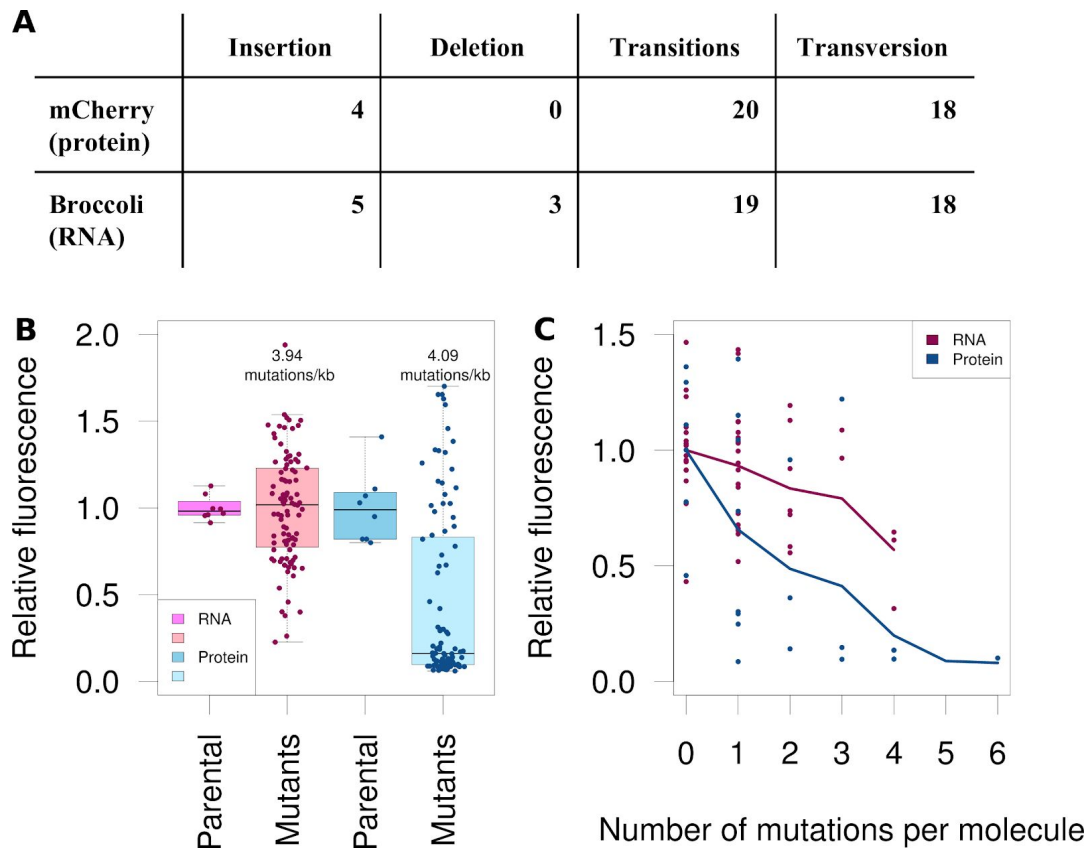 A
Insertion Deletion Transitions Transversion
mCherry
(protein) 4 0 20 18
Broccoli
(RNA) 5 3 19 18
B
2.0
1.5
1.0
0.5
0.0
Relative fluorescence
3.94
mutations/kb
4.09
mutations/kb
RNA
Protein
Parental
Mutants
Parental
Mutants
C
1.5
1.0
0.5
0.0
Relative fluorescence
RNA
Protein
0 1 2 3 4 5 6
Number of mutations per molecule